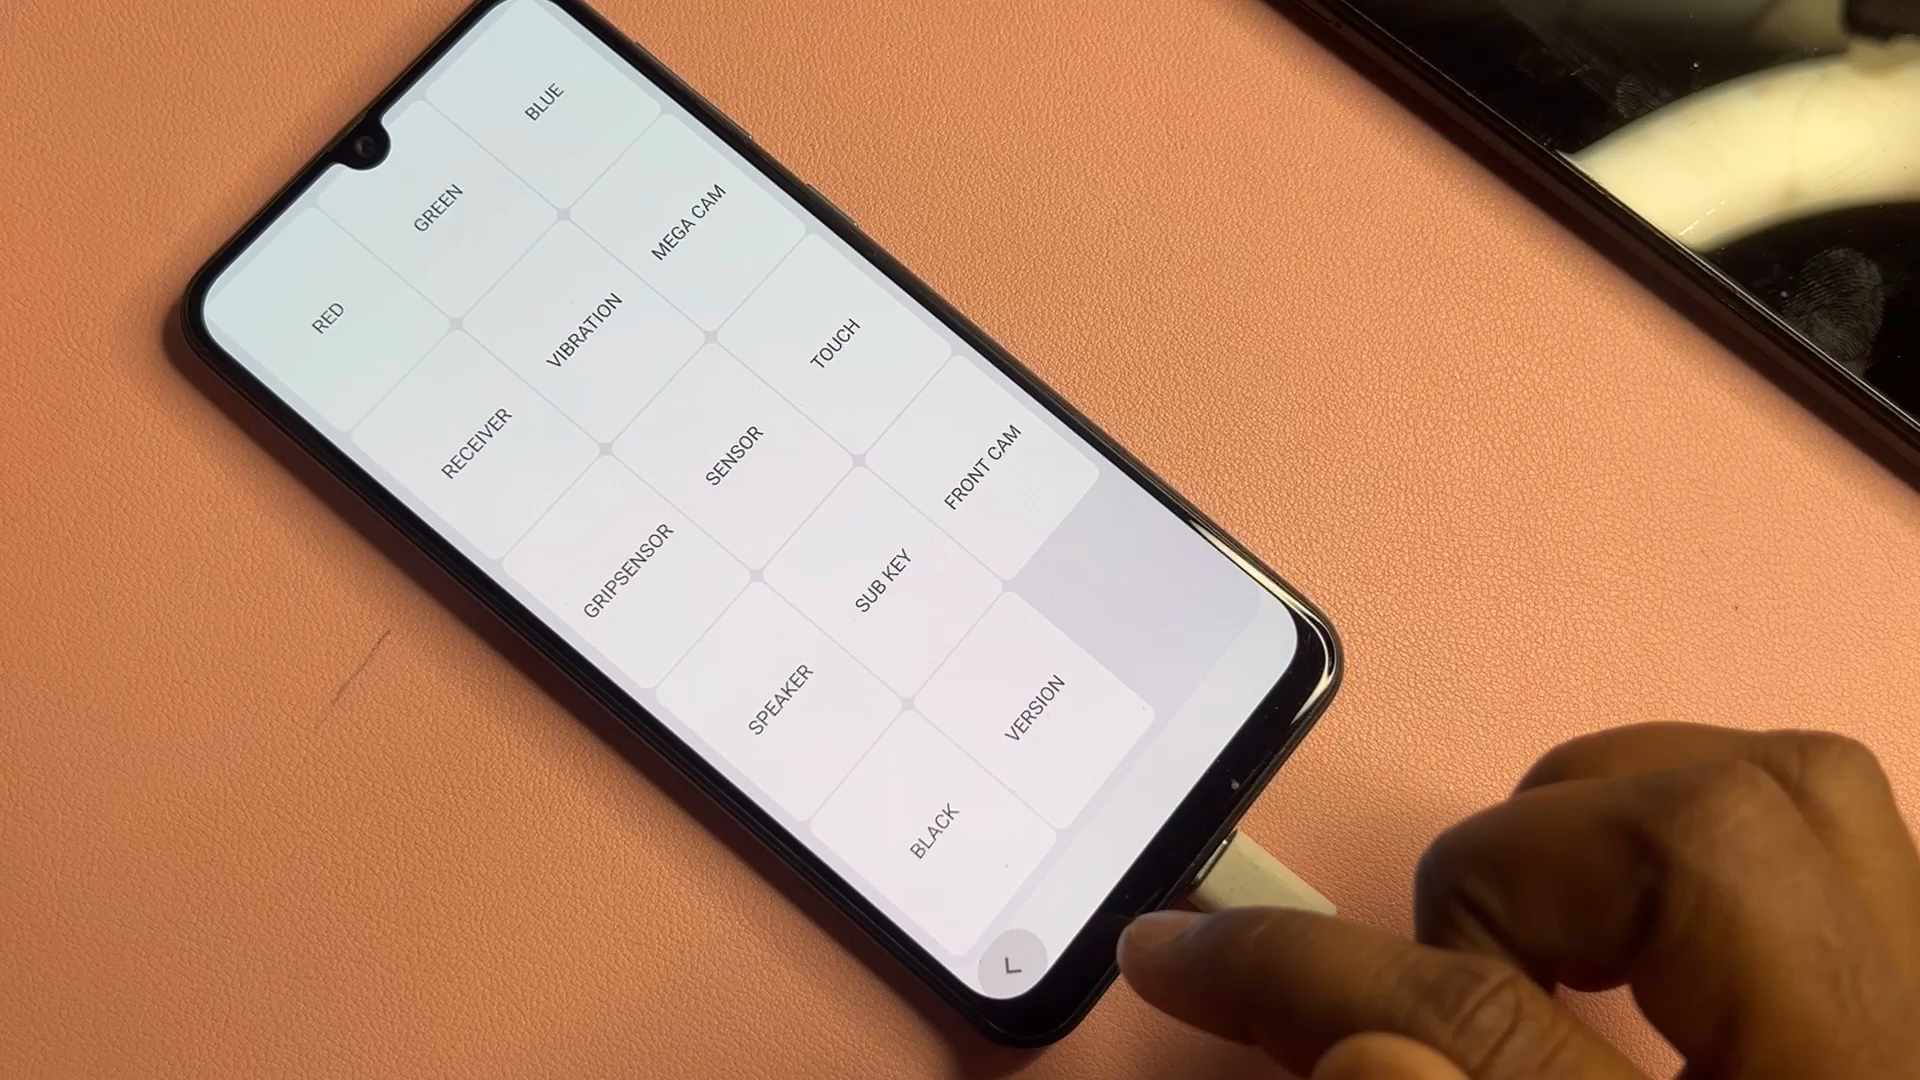 RED GREEN BLUE
RECEIVER VIBRATION MEGA CAM
GRIPSENSOR SENSOR TOUCH
SPEAKER SUB KEY FRONT CAM
BLACK VERSION
L